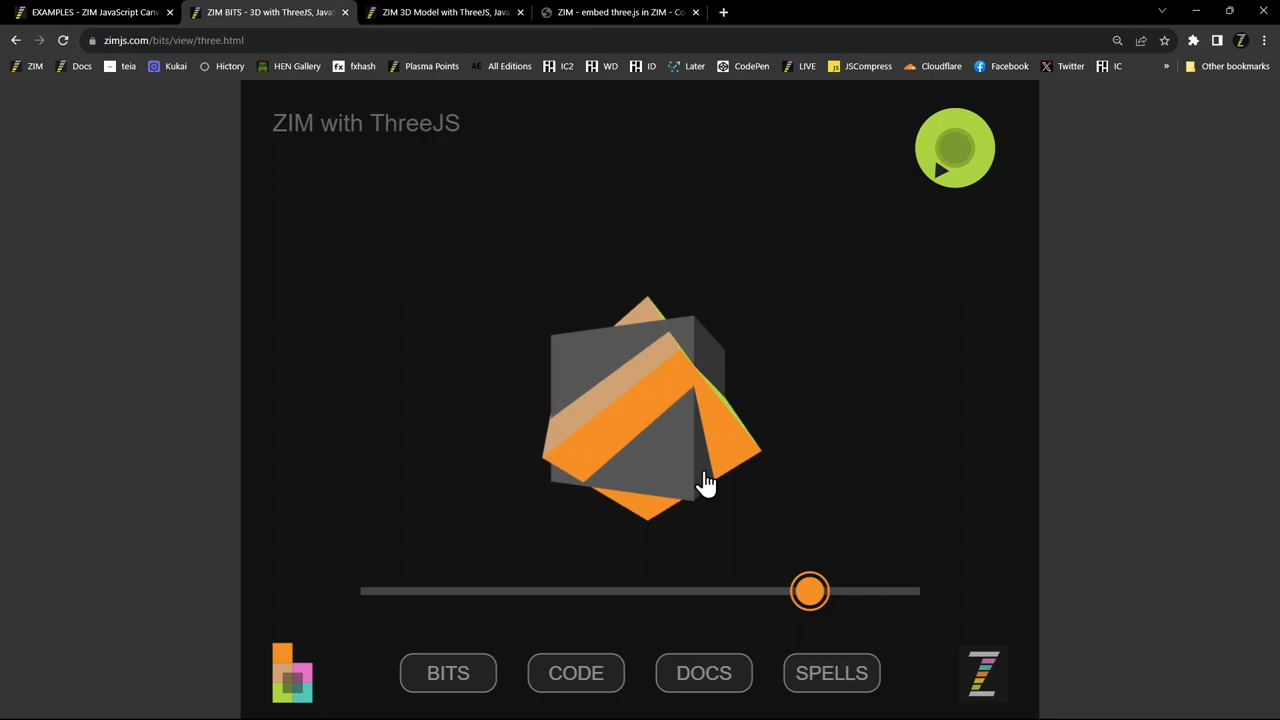 EXAMPLES - ZIM JavaScript Canv
ZIM BITS - 3D with ThreeJS, Java
ZIM 3D Model with ThreeJS, Java
ZIM - embed three.js in ZIM - Co
zimjs.com/bits/view/three.html
ZIM Docs teia Kukai Hictory HEN Gallery fxhash Plasma Points All Editions IC2 WD ID Later CodePen LIVE JSCompress Cloudflare Facebook Twitter IC » Other bookmarks
ZIM with ThreeJS
BITS CODE DOCS SPELLS